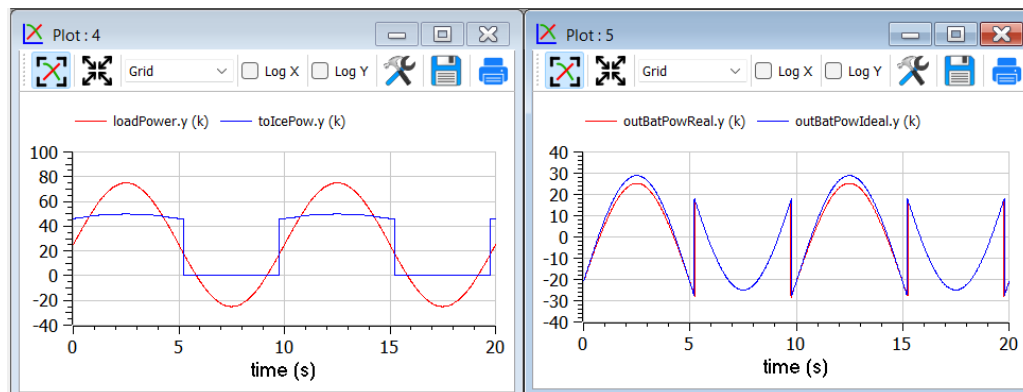 Plot : 4
Grid Log X Log Y
loadPower.y (k) toIcePow.y (k)
100
80
60
40
20
0
-20
-40
0 5 10 15 20
time (s)
Plot : 5
Grid Log X Log Y
outBatPowReal.y (k) outBatPowIdeal.y (k)
40
30
20
10
0
-10
-20
-30
-40
0 5 10 15 20
time (s)